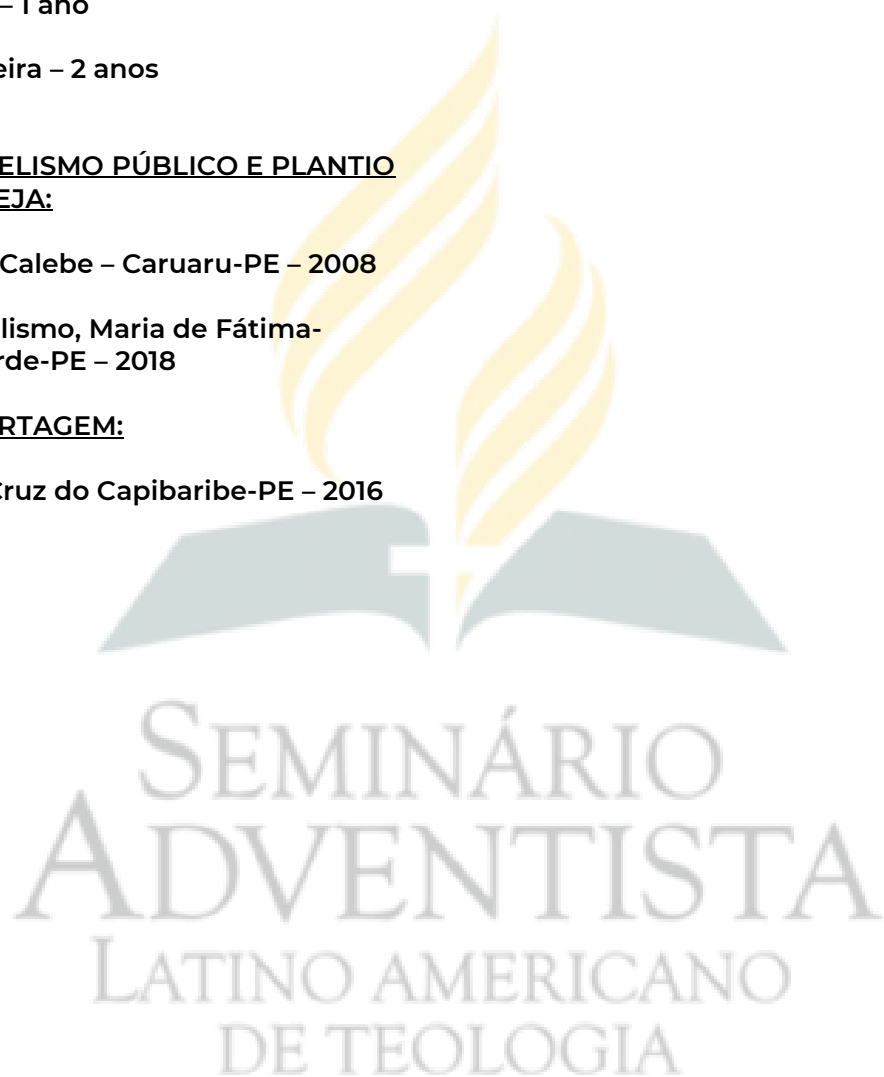 – 1 ano
eira – 2 anos
ELISMO PÚBLICO E PLANTIO
EJA:
Calebe – Caruaru-PE – 2008
lismo, Maria de Fátima-
rde-PE – 2018
RTAGEM:
Cruz do Capibaribe-PE – 2016
SEMINÁRIO
ADVENTISTA
LATINO AMERICANO
DE TEOLOGIA